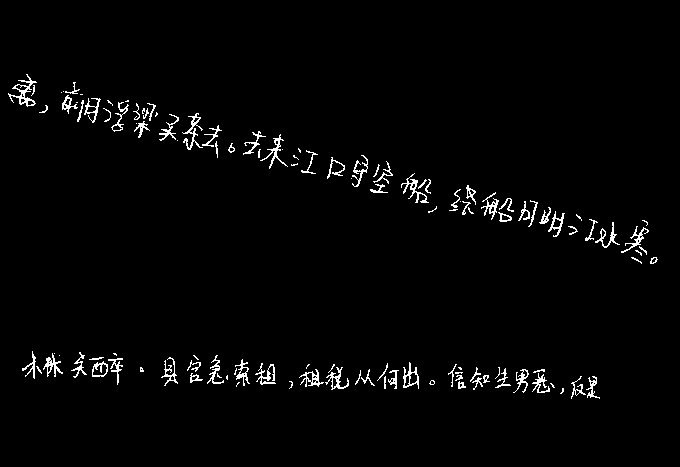 离，前月浮梁买茶去。去来江口守空船，绕船月明江水寒。
未秋实西卒。县官急索租，租税从何出。信知生男恶，反是